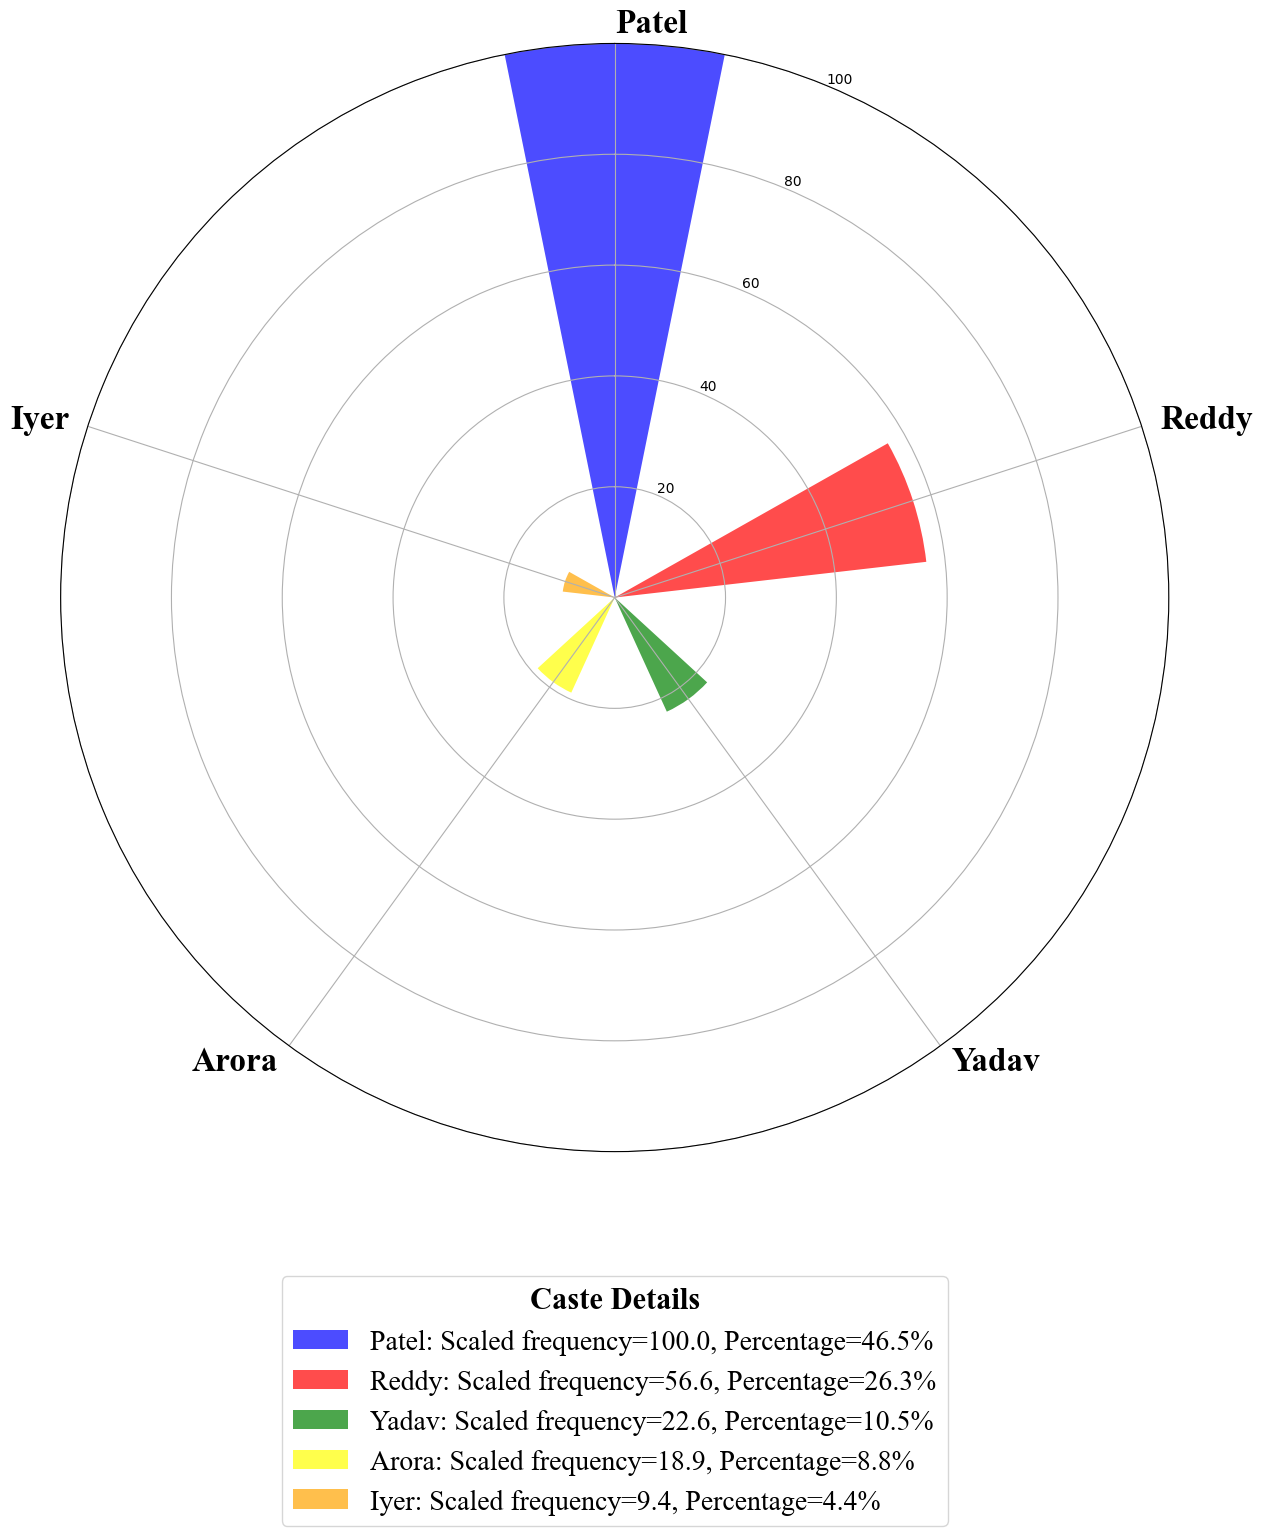 Patel
100
80
60
40
20
Iyer
Reddy
Arora
Yadav
Caste Details
Patel: Scaled frequency=100.0, Percentage=46.5%
Reddy: Scaled frequency=56.6, Percentage=26.3%
Yadav: Scaled frequency=22.6, Percentage=10.5%
Arora: Scaled frequency=18.9, Percentage=8.8%
Iyer: Scaled frequency=9.4, Percentage=4.4%